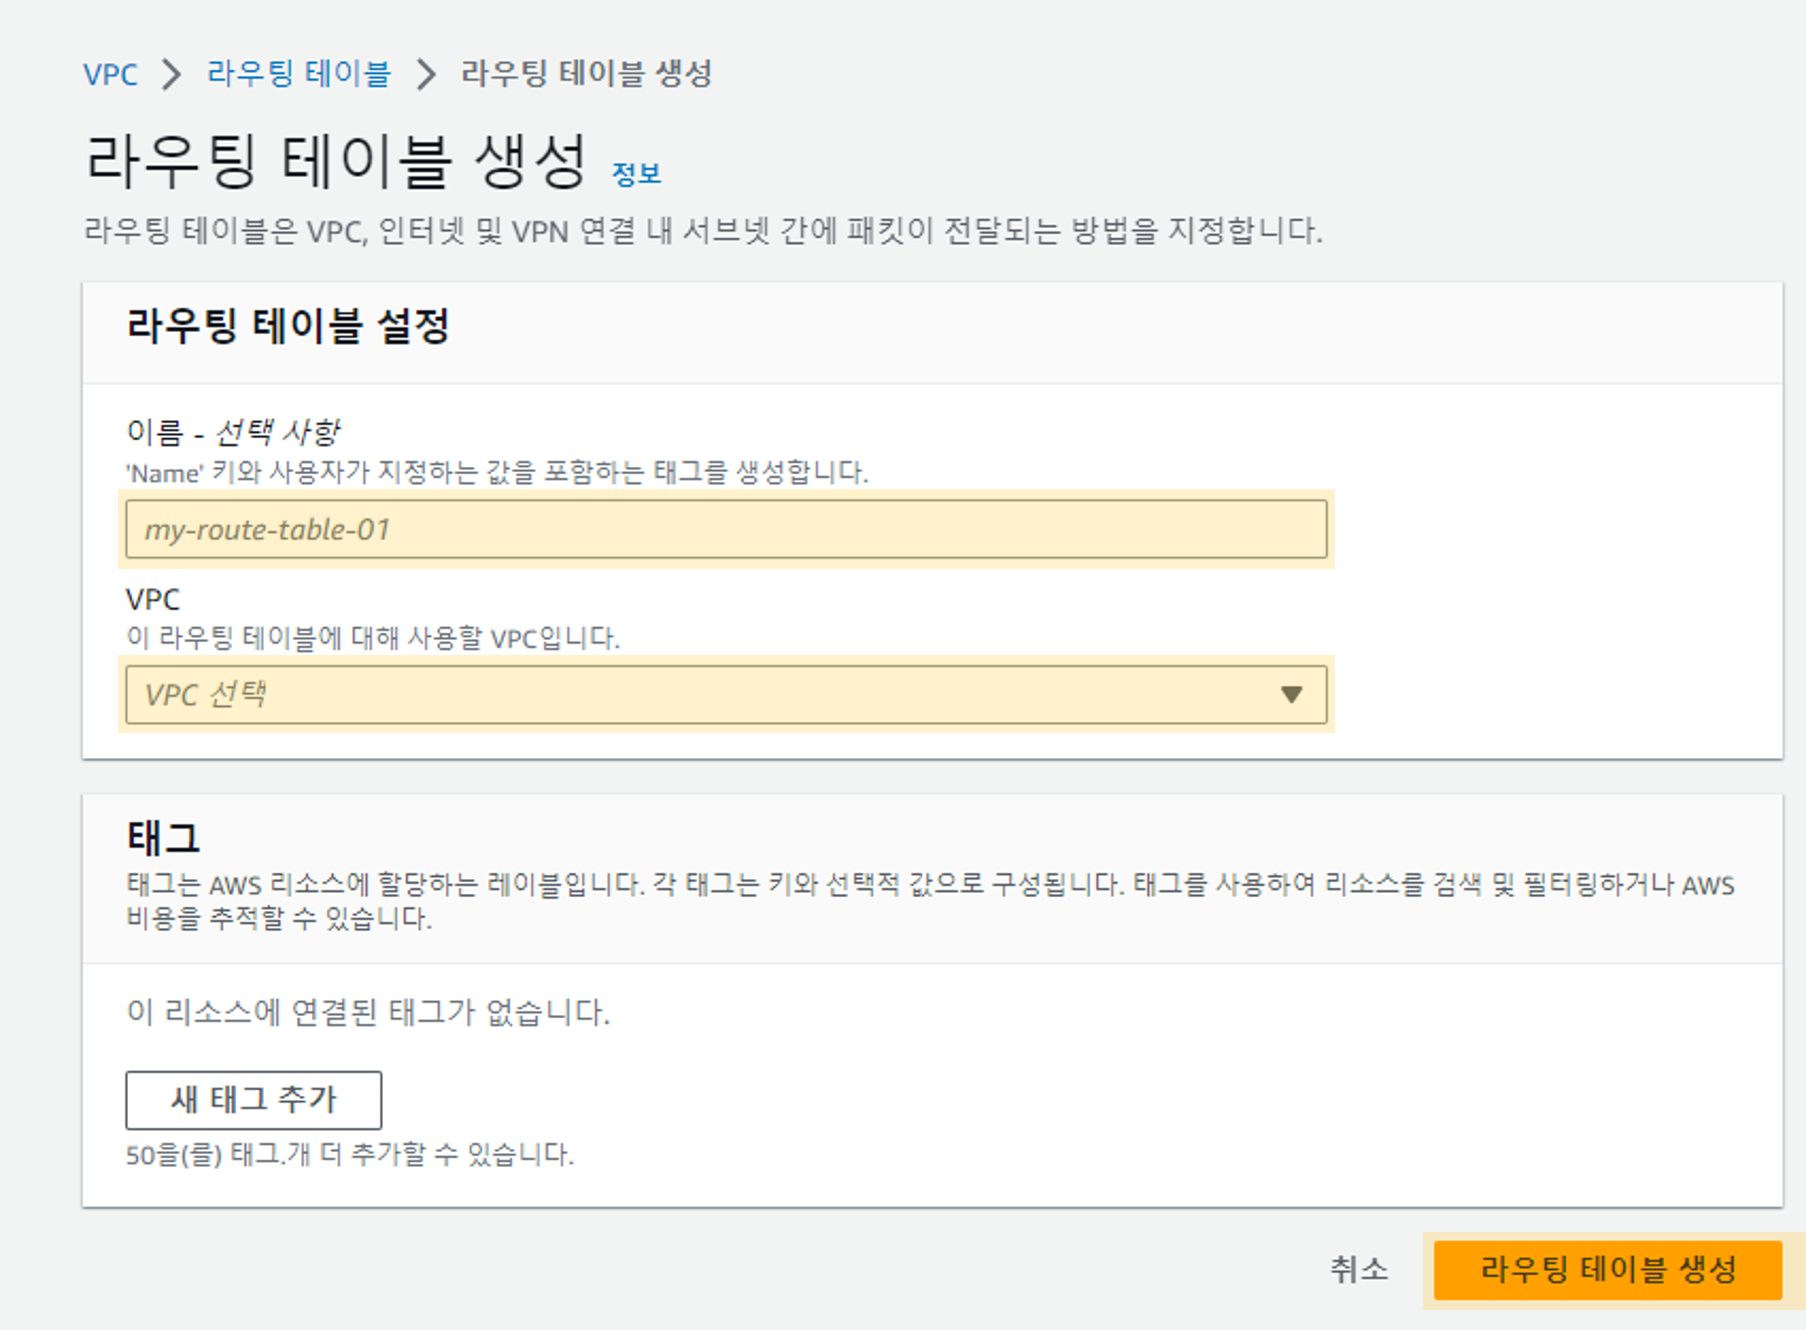 VPC > 라우팅 테이블 > 라우팅 테이블 생성
라우팅 테이블 생성 정보
라우팅 테이블은 VPC, 인터넷 및 VPN 연결 내 서브넷 간에 패킷이 전달되는 방법을 지정합니다.
라우팅 테이블 설정
이름 - 선택 사항
'Name' 키와 사용자가 지정하는 값을 포함하는 태그를 생성합니다.
my-route-table-01
VPC
이 라우팅 테이블에 대해 사용할 VPC입니다.
VPC 선택
태그
태그는 AWS 리소스에 할당하는 레이블입니다. 각 태그는 키와 선택적 값으로 구성됩니다. 태그를 사용하여 리소스를 검색 및 필터링하거나 AWS
비용을 추적할 수 있습니다.
이 리소스에 연결된 태그가 없습니다.
새 태그 추가
50을(를) 태그.개 더 추가할 수 있습니다.
취소 라우팅 테이블 생성